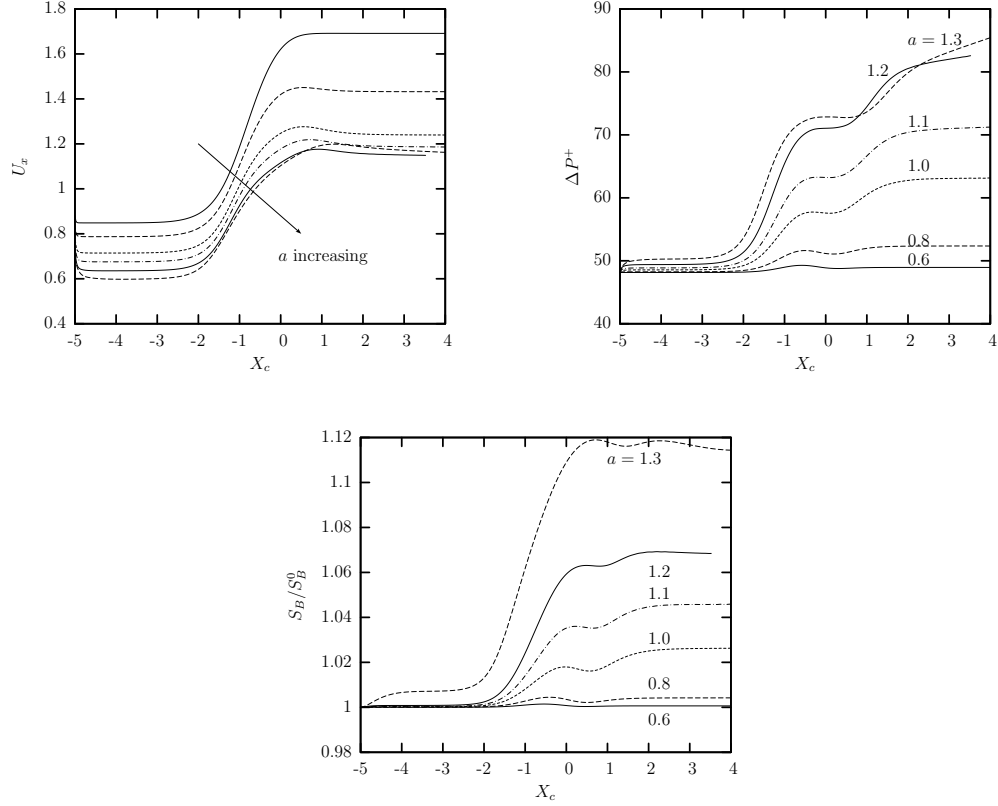 1.8
1.6
1.4
1.2
1
0.8
0.6
0.4
U_x
a increasing
-5 -4 -3 -2 -1 0 1 2 3 4
X_c
90
80
70
60
50
40
ΔP⁺
a = 1.3
1.2
1.1
1.0
0.8
0.6
-5 -4 -3 -2 -1 0 1 2 3 4
X_c
1.12
1.1
1.08
1.06
1.04
1.02
1
0.98
S_B/S_B^0
a = 1.3
1.2
1.1
1.0
0.8
0.6
-5 -4 -3 -2 -1 0 1 2 3 4
X_c